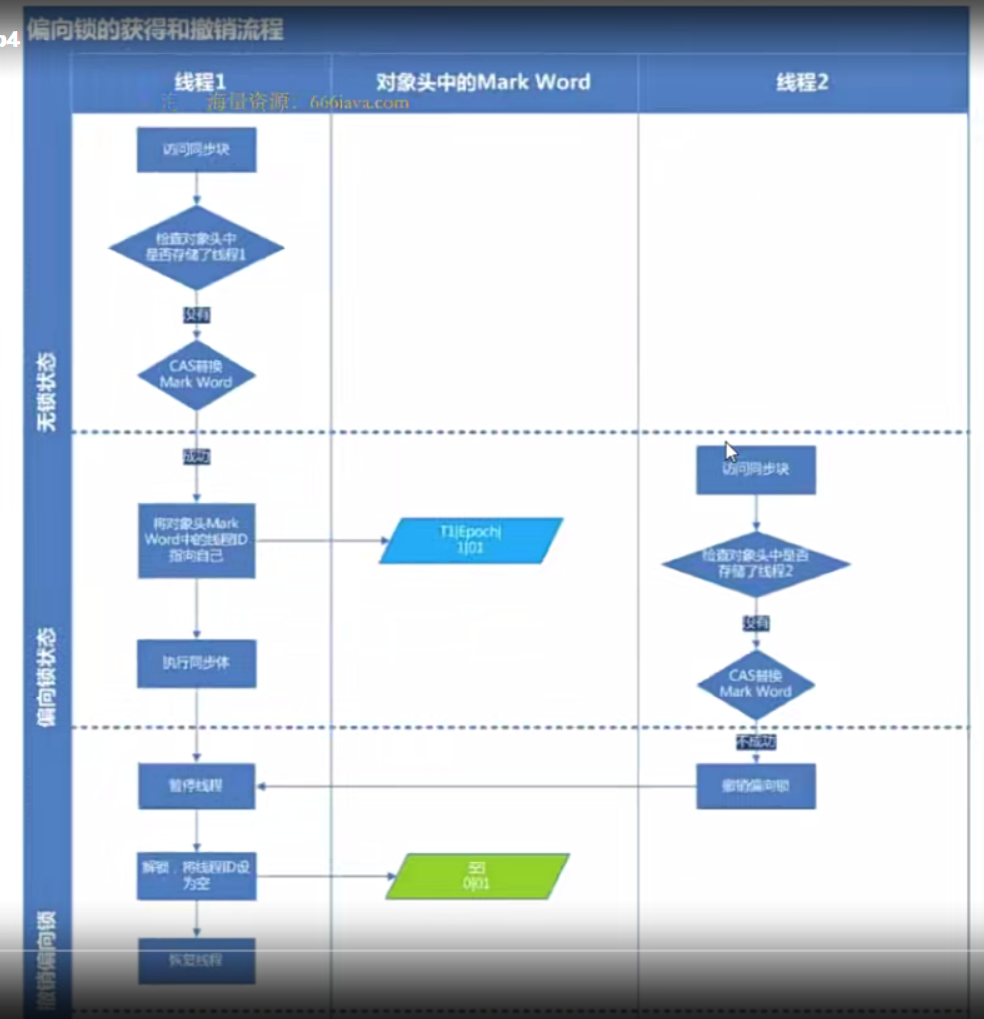 p4
偏向锁的获得和撤销流程
线程1
对象头中的Mark Word
线程2
海量资源：666java.com
访问同步块
检查对象头中
是否存储了线程1
没有
CAS替换
Mark Word
无锁状态
成功
访问同步块
将对象头Mark
Word中的线程ID
指向自己
T1|Epoch|
1|01
检查对象头中是否
存储了线程2
没有
执行同步体
CAS替换
Mark Word
偏向锁状态
不成功
暂停线程
撤销偏向锁
解锁，将线程ID设
为空
空|
0|01
恢复线程
撤销偏向锁